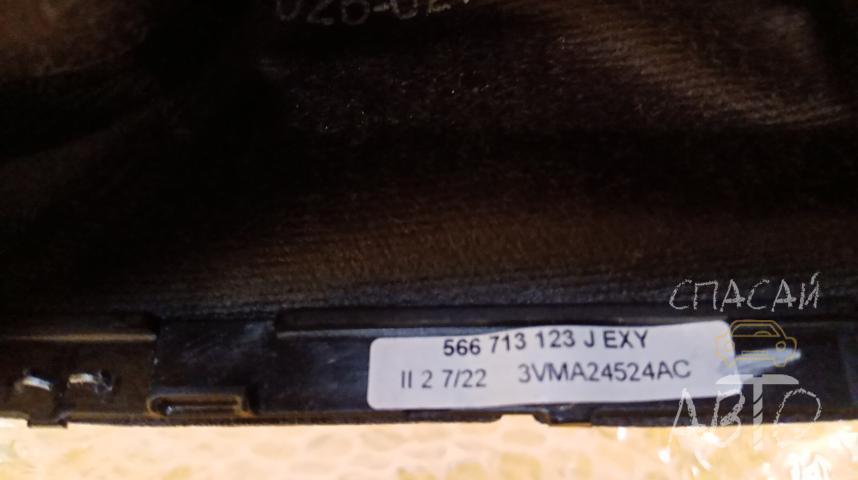 СПАСАЙ
АВТО
566 713 123 J EXY
II 2 7/22 3VMA24524AC